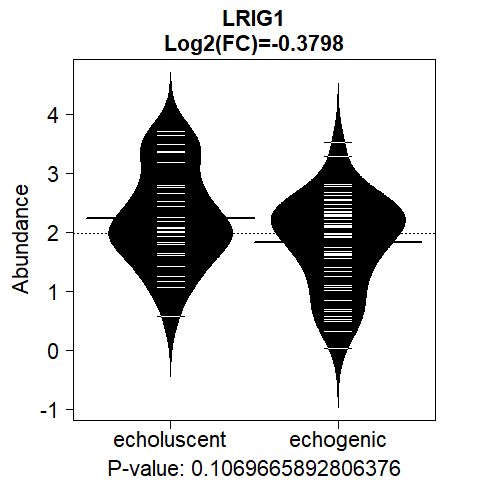 LRIG1
Log2(FC)=-0.3798
Abundance
4
3
2
1
0
-1
echoluscent echogenic
P-value: 0.1069665892806376